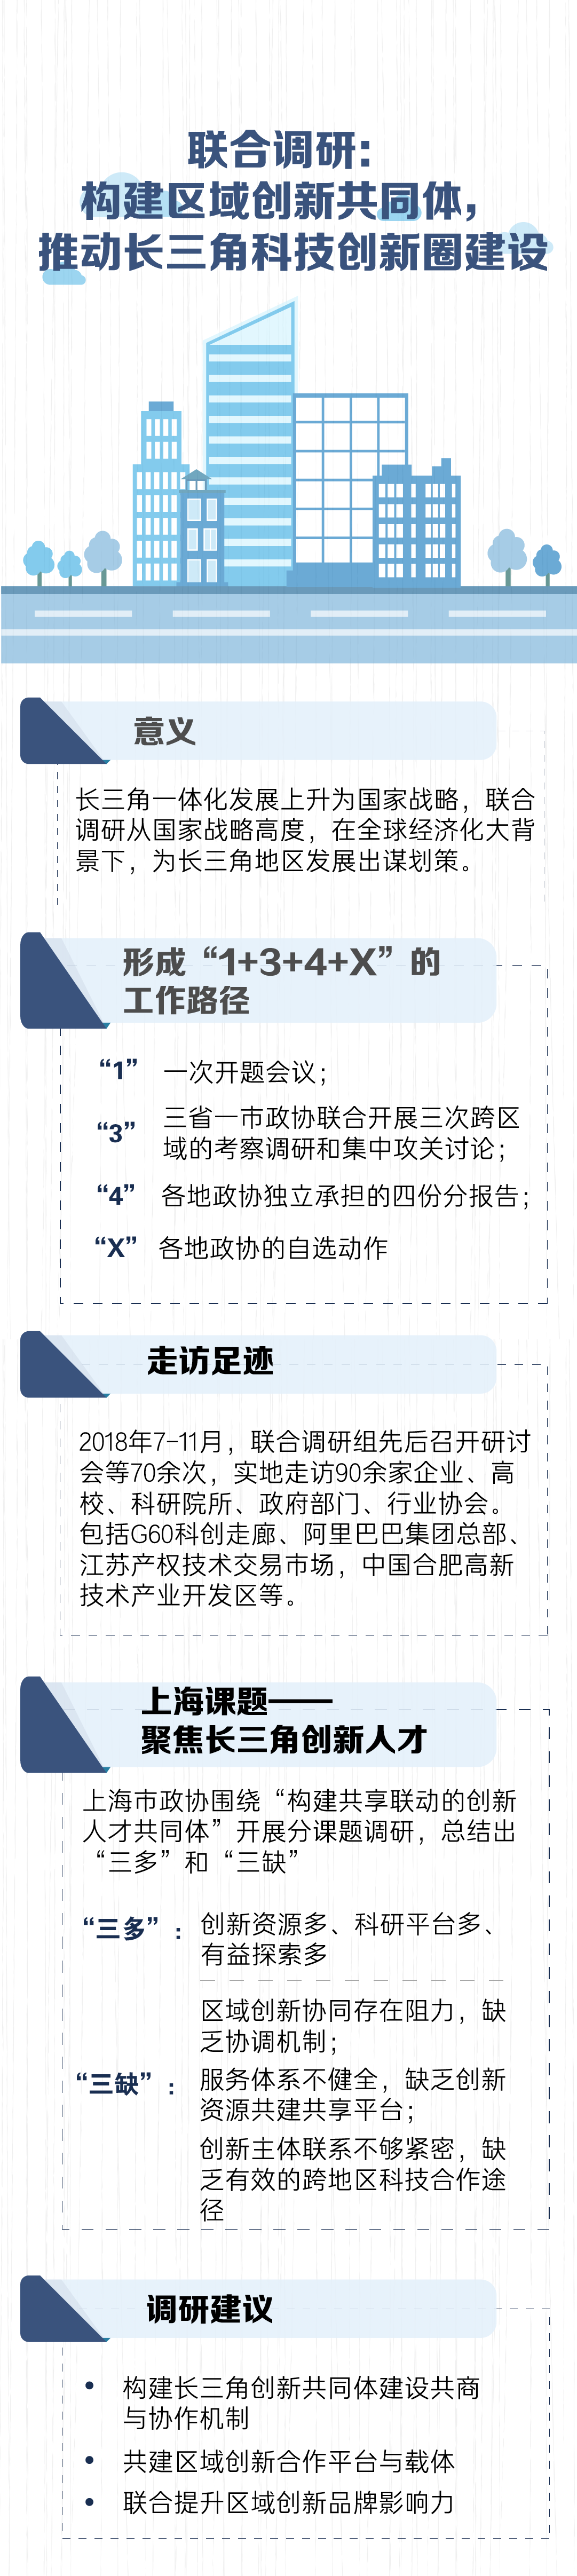 联合调研：
构建区域创新共同体，
推动长三角科技创新圈建设
意义
长三角一体化发展上升为国家战略，联合
调研从国家战略高度，在全球经济化大背
景下，为长三角地区发展出谋划策。
形成“1+3+4+X”的
工作路径
“1” 一次开题会议；
“3” 三省一市政协联合开展三次跨区
域的考察调研和集中攻关讨论；
“4” 各地政协独立承担的四份分报告；
“X” 各地政协的自选动作
走访足迹
2018年7-11月，联合调研组先后召开研讨
会等70余次，实地走访90余家企业、高
校、科研院所、政府部门、行业协会。
包括G60科创走廊、阿里巴巴集团总部、
江苏产权技术交易市场，中国合肥高新
技术产业开发区等。
上海课题——
聚焦长三角创新人才
上海市政协围绕“构建共享联动的创新
人才共同体”开展分课题调研，总结出
“三多”和“三缺”
“三多”： 创新资源多、科研平台多、
有益探索多
“三缺”： 区域创新协同存在阻力，缺
乏协调机制；
服务体系不健全，缺乏创新
资源共建共享平台；
创新主体联系不够紧密，缺
乏有效的跨地区科技合作途
径
调研建议
• 构建长三角创新共同体建设共商
与协作机制
• 共建区域创新合作平台与载体
• 联合提升区域创新品牌影响力